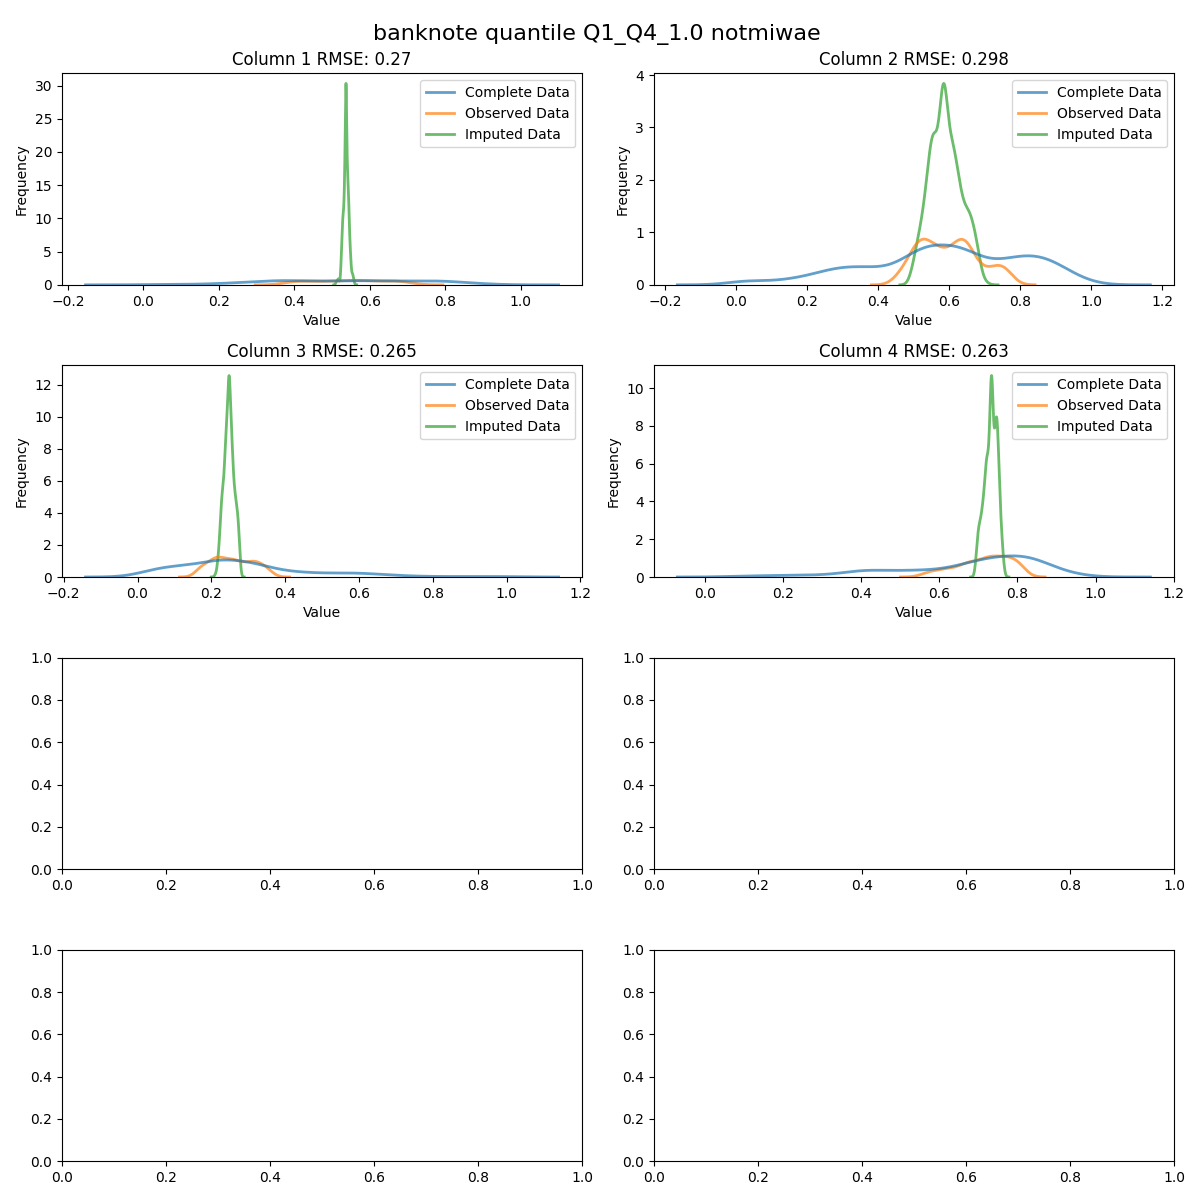 banknote quantile Q1_Q4_1.0 notmiwae
Column 1 RMSE: 0.27
Complete Data
Observed Data
Imputed Data
Frequency
0 5 10 15 20 25 30
−0.2 0.0 0.2 0.4 0.6 0.8 1.0
Value
Column 2 RMSE: 0.298
Complete Data
Observed Data
Imputed Data
Frequency
0 1 2 3 4
−0.2 0.0 0.2 0.4 0.6 0.8 1.0 1.2
Value
Column 3 RMSE: 0.265
Complete Data
Observed Data
Imputed Data
Frequency
0 2 4 6 8 10 12
−0.2 0.0 0.2 0.4 0.6 0.8 1.0 1.2
Value
Column 4 RMSE: 0.263
Complete Data
Observed Data
Imputed Data
Frequency
0 2 4 6 8 10
0.0 0.2 0.4 0.6 0.8 1.0 1.2
Value
0.0 0.2 0.4 0.6 0.8 1.0
0.0 0.2 0.4 0.6 0.8 1.0
0.0 0.2 0.4 0.6 0.8 1.0
0.0 0.2 0.4 0.6 0.8 1.0
0.0 0.2 0.4 0.6 0.8 1.0
0.0 0.2 0.4 0.6 0.8 1.0
0.0 0.2 0.4 0.6 0.8 1.0
0.0 0.2 0.4 0.6 0.8 1.0